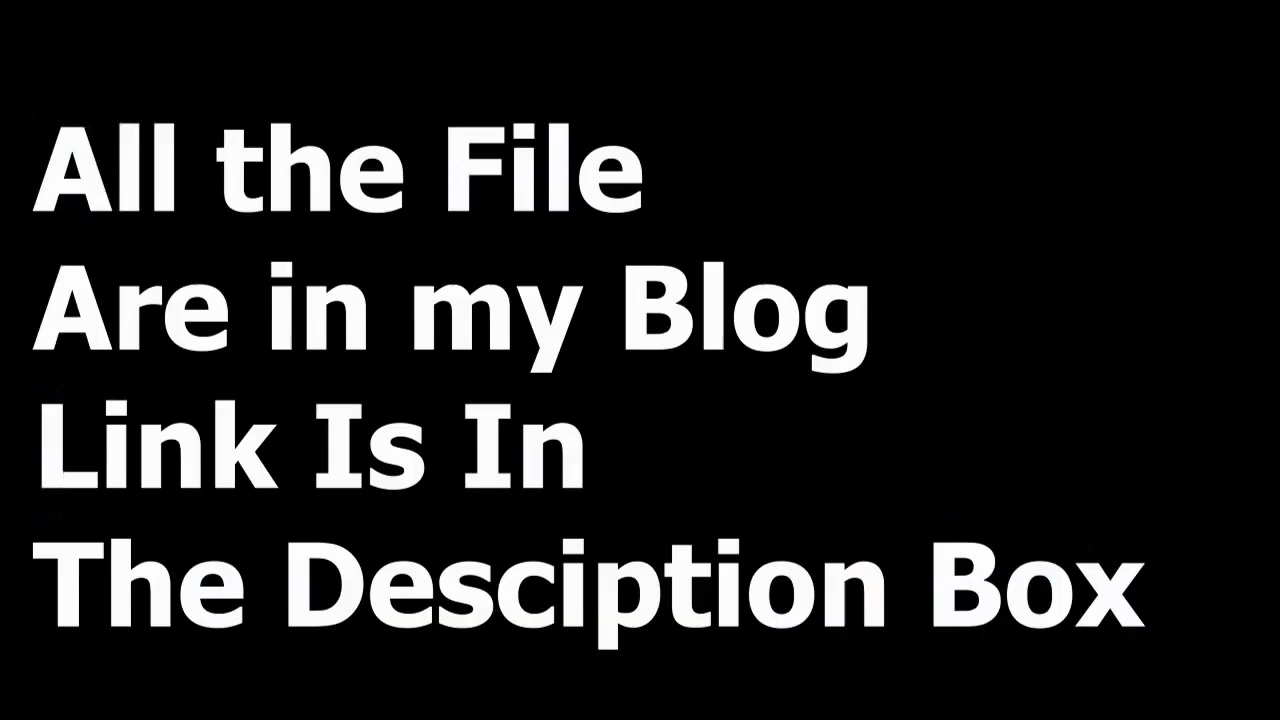 All the File
Are in my Blog
Link Is In
The Desciption Box